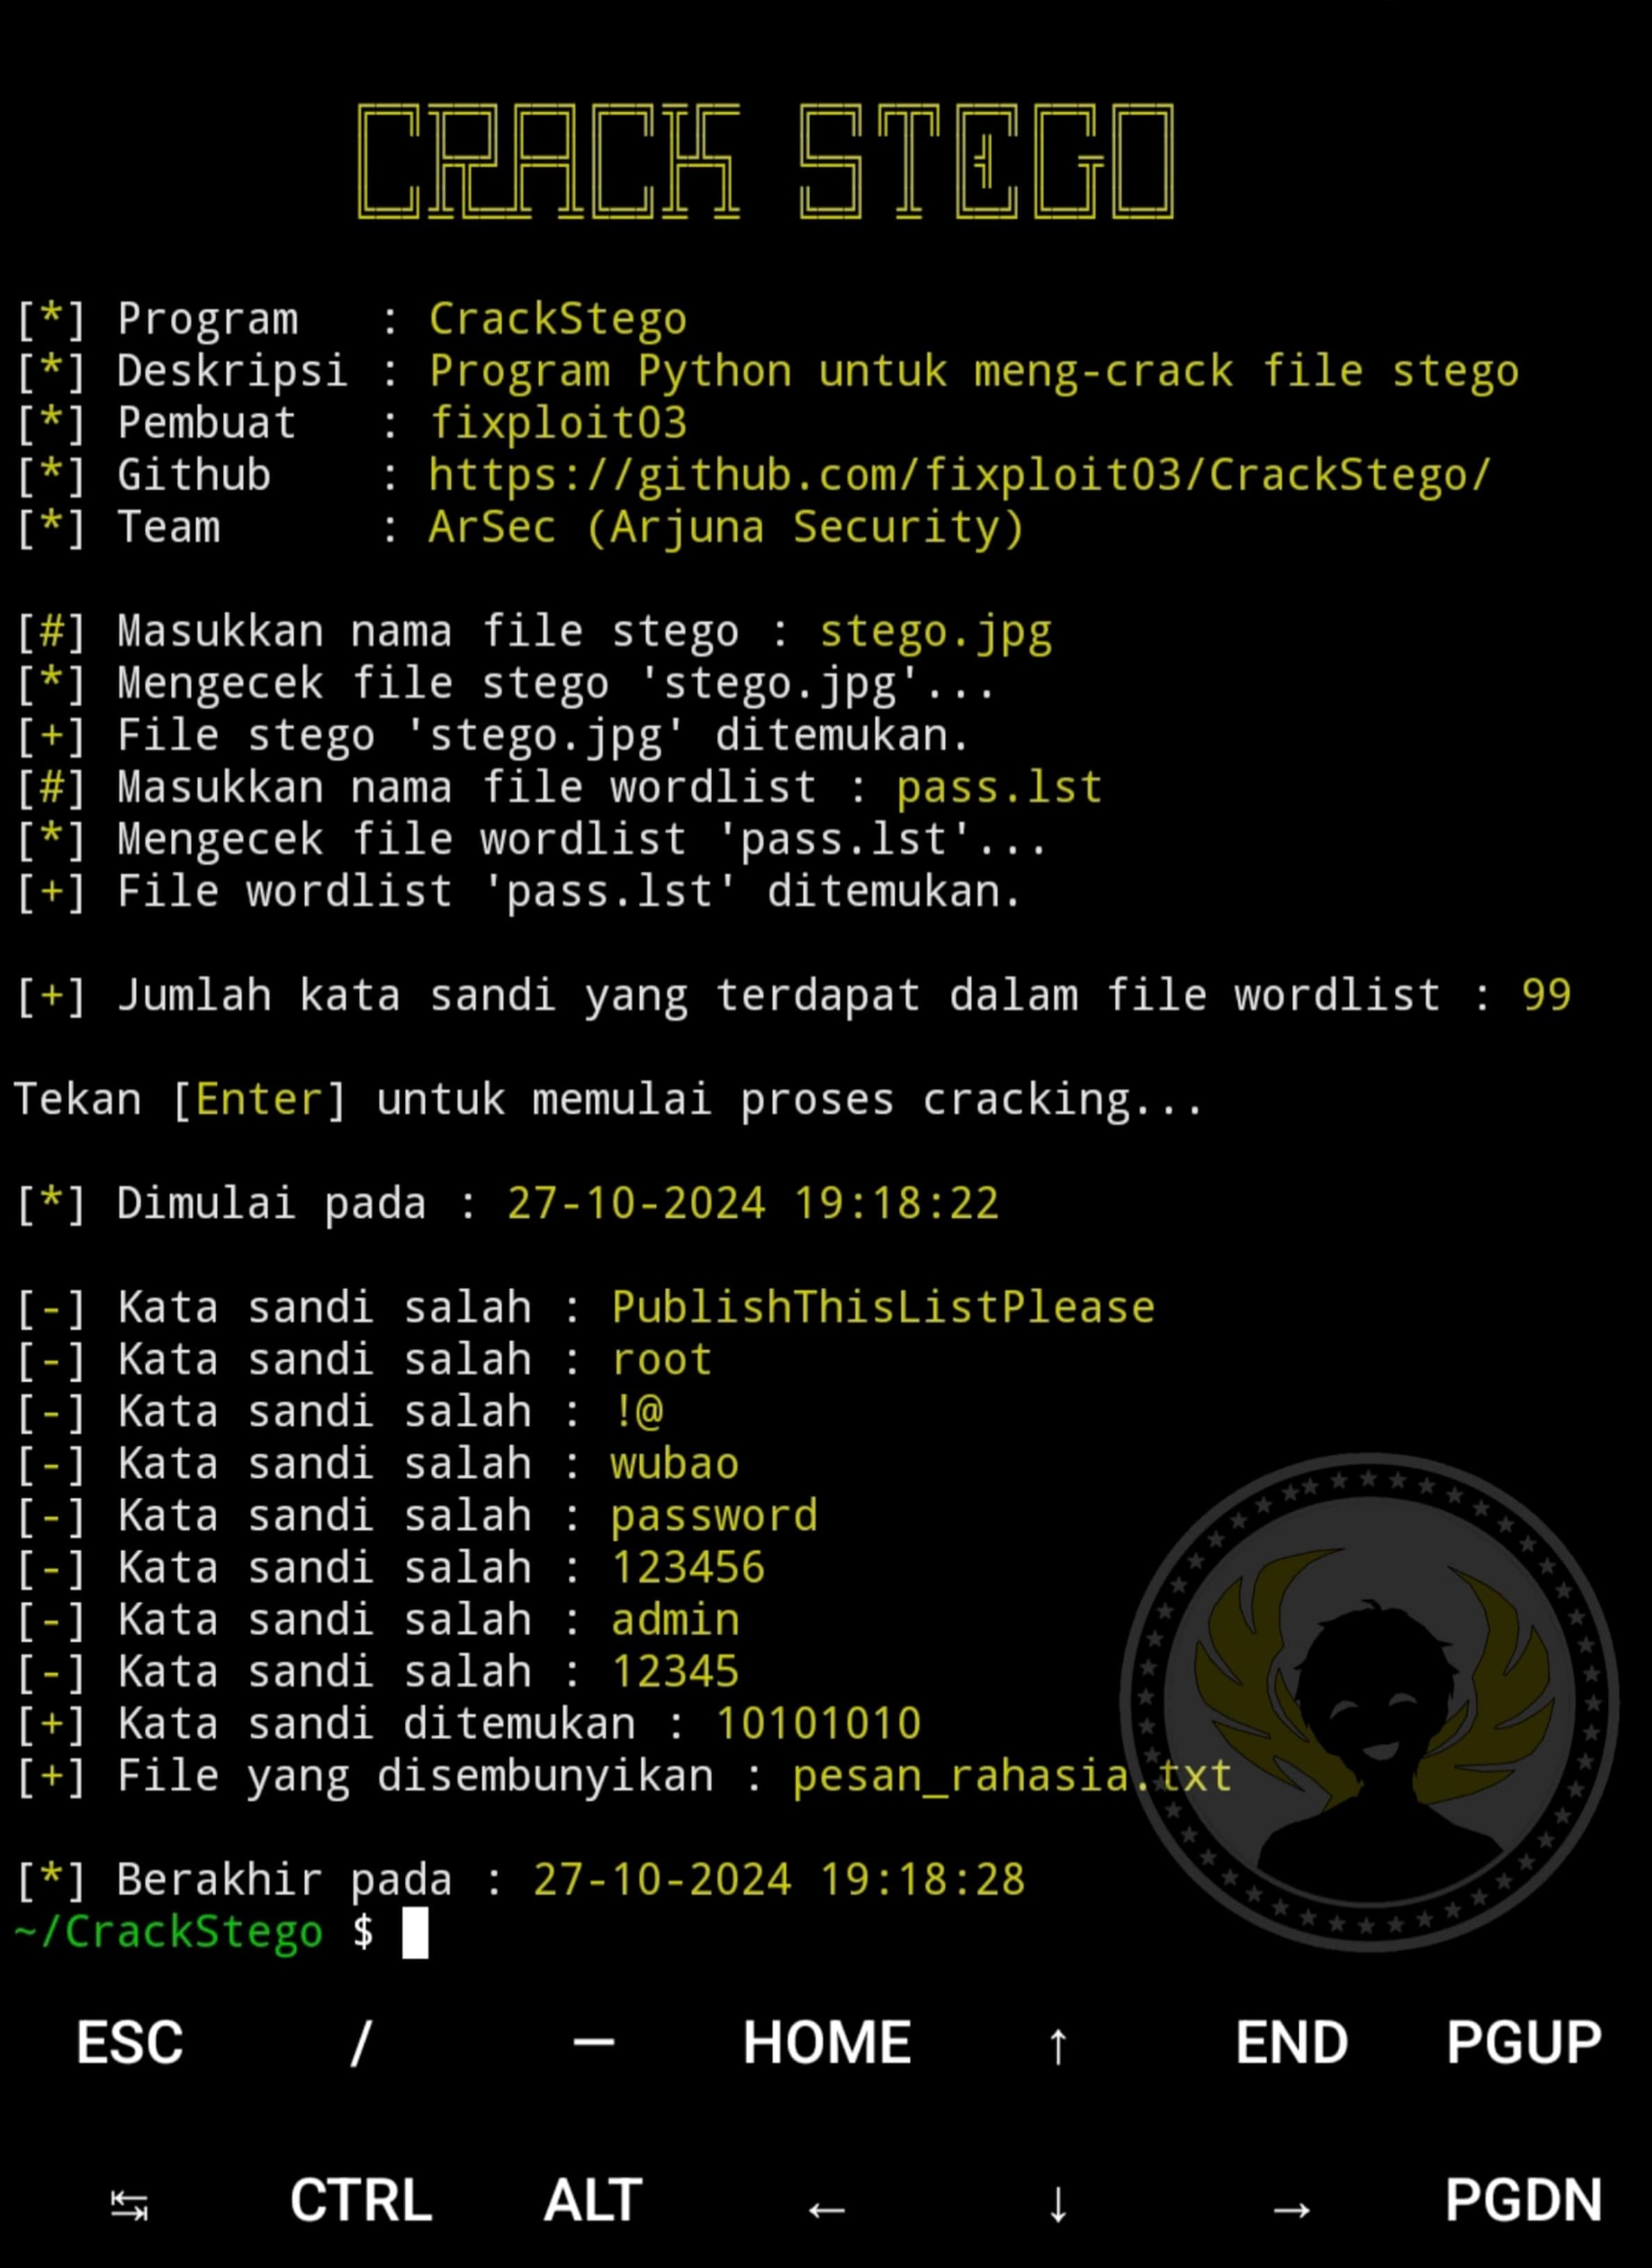 CRACK STEGO
[*] Program : CrackStego
[*] Deskripsi : Program Python untuk meng-crack file stego
[*] Pembuat : fixploit03
[*] Github : https://github.com/fixploit03/CrackStego/
[*] Team : ArSec (Arjuna Security)
[#] Masukkan nama file stego : stego.jpg
[*] Mengecek file stego 'stego.jpg'...
[+] File stego 'stego.jpg' ditemukan.
[#] Masukkan nama file wordlist : pass.lst
[*] Mengecek file wordlist 'pass.lst'...
[+] File wordlist 'pass.lst' ditemukan.
[+] Jumlah kata sandi yang terdapat dalam file wordlist : 99
Tekan [Enter] untuk memulai proses cracking...
[*] Dimulai pada : 27-10-2024 19:18:22
[-] Kata sandi salah : PublishThisListPlease
[-] Kata sandi salah : root
[-] Kata sandi salah : !@
[-] Kata sandi salah : wubao
[-] Kata sandi salah : password
[-] Kata sandi salah : 123456
[-] Kata sandi salah : admin
[-] Kata sandi salah : 12345
[+] Kata sandi ditemukan : 10101010
[+] File yang disembunyikan : pesan_rahasia.txt
[*] Berakhir pada : 27-10-2024 19:18:28
~/CrackStego $
ESC / — HOME ↑ END PGUP
↹ CTRL ALT ← ↓ → PGDN